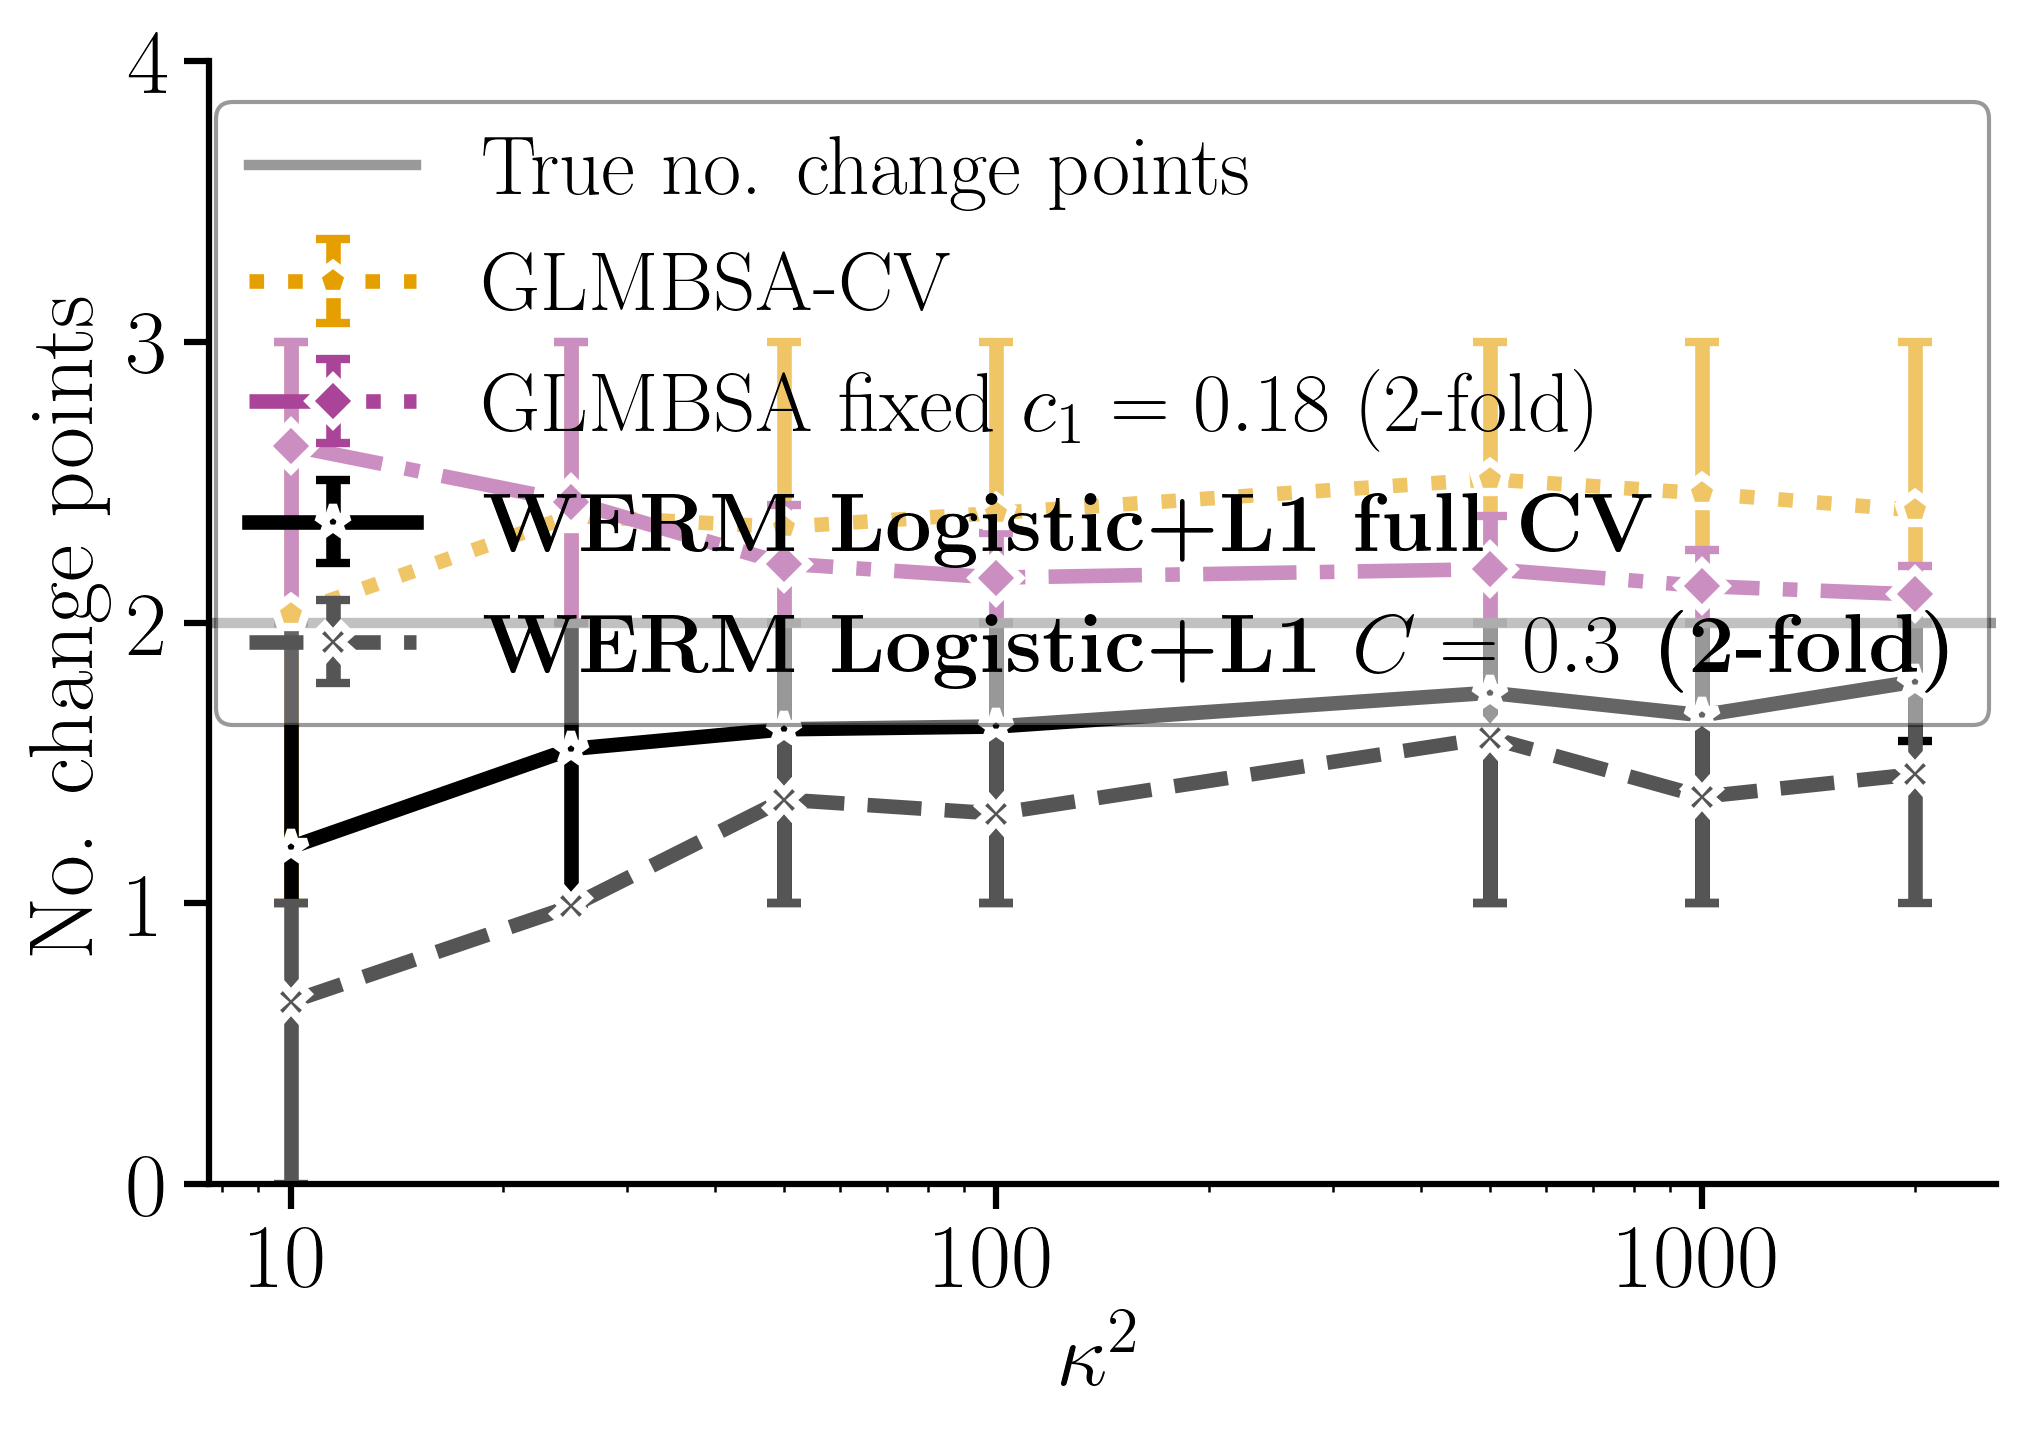 4
3
2
1
0
No. change points
True no. change points
GLMBSA-CV
GLMBSA fixed c₁ = 0.18 (2-fold)
WERM Logistic+L1 full CV
WERM Logistic+L1 C = 0.3 (2-fold)
10 100 1000
κ²